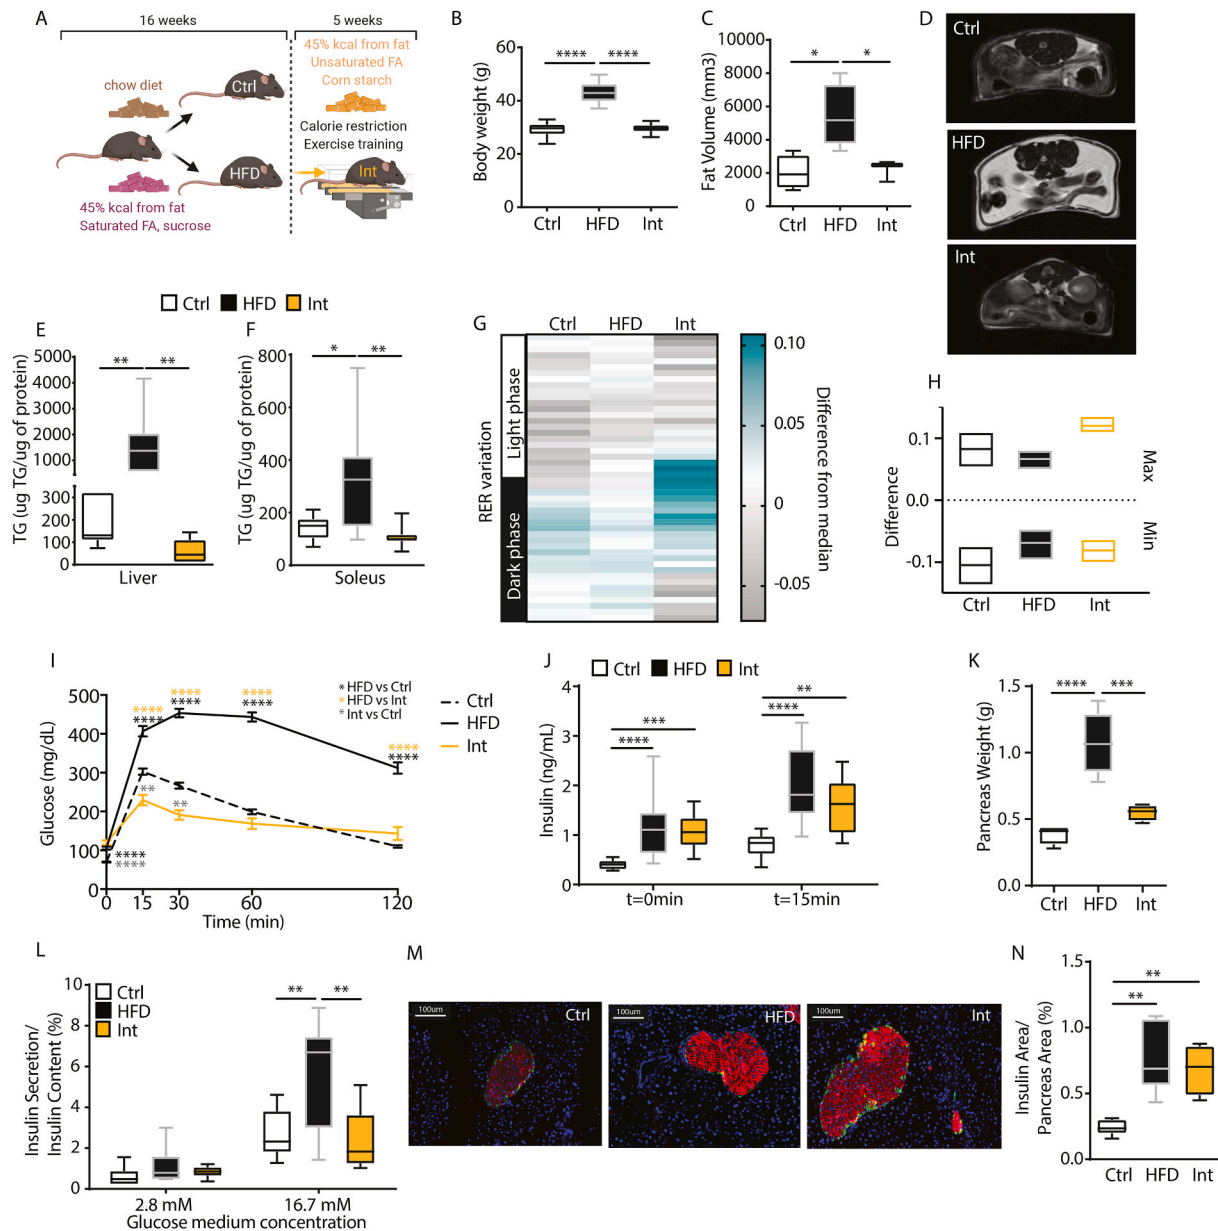 A
16 weeks
5 weeks
chow diet
Ctrl
HFD
45% kcal from fat
Saturated FA, sucrose
45% kcal from fat
Unsaturated FA
Corn starch
Calorie restriction
Exercise training
Int
B
Body weight (g)
60
40
20
0
**** ****
Ctrl HFD Int
C
Fat Volume (mm3)
10000
8000
6000
4000
2000
0
* *
Ctrl HFD Int
D
Ctrl
HFD
Int
Ctrl HFD Int
E
TG (ug TG/ug of protein)
5000
4000
3000
2000
1000
300
200
100
0
** **
Liver
F
TG (ug TG/ug of protein)
800
600
400
200
0
* **
Soleus
G
Ctrl HFD Int
RER variation
Light phase
Dark phase
0.10
0.05
0
-0.05
Difference from median
H
Difference
0.1
0.0
-0.1
Max
Min
Ctrl HFD Int
I
Glucose (mg/dL)
500
400
300
200
100
0
0 15 30 60 120
Time (min)
* HFD vs Ctrl
* HFD vs Int
* Int vs Ctrl
Ctrl
HFD
Int
**** **** **** ****
**** **** **** ****
** **
****
****
J
Ctrl HFD Int
Insulin (ng/mL)
4
3
2
1
0
***
****
**
****
t=0min t=15min
K
Pancreas Weight (g)
1.5
1.0
0.5
0.0
**** ***
Ctrl HFD Int
L
Insulin Secretion/
Insulin Content (%)
10
8
6
4
2
0
Ctrl
HFD
Int
** **
2.8 mM 16.7 mM
Glucose medium concentration
M
100um
Ctrl
100um
HFD
100um
Int
N
Insulin Area/
Pancreas Area (%)
1.5
1.0
0.5
0.0
**
**
Ctrl HFD Int